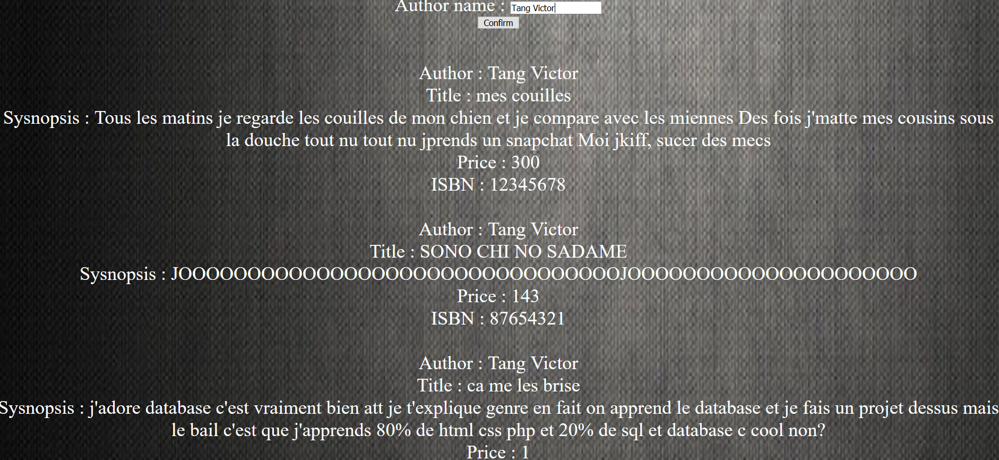 Author name : Tang Victor
Confirm
Author : Tang Victor
Title : mes couilles
Sysnopsis : Tous les matins je regarde les couilles de mon chien et je compare avec les miennes Des fois j'matte mes cousins sous
la douche tout nu tout nu jprends un snapchat Moi jkiff, sucer des mecs
Price : 300
ISBN : 12345678
Author : Tang Victor
Title : SONO CHI NO SADAME
Sysnopsis : JOOOOOOOOOOOOOOOOOOOOOOOOOOOOOOOOJOOOOOOOOOOOOOOOOOOOOO
Price : 143
ISBN : 87654321
Author : Tang Victor
Title : ca me les brise
Sysnopsis : j'adore database c'est vraiment bien att je t'explique genre en fait on apprend le database et je fais un projet dessus mais
le bail c'est que j'apprends 80% de html css php et 20% de sql et database c cool non?
Price : 1